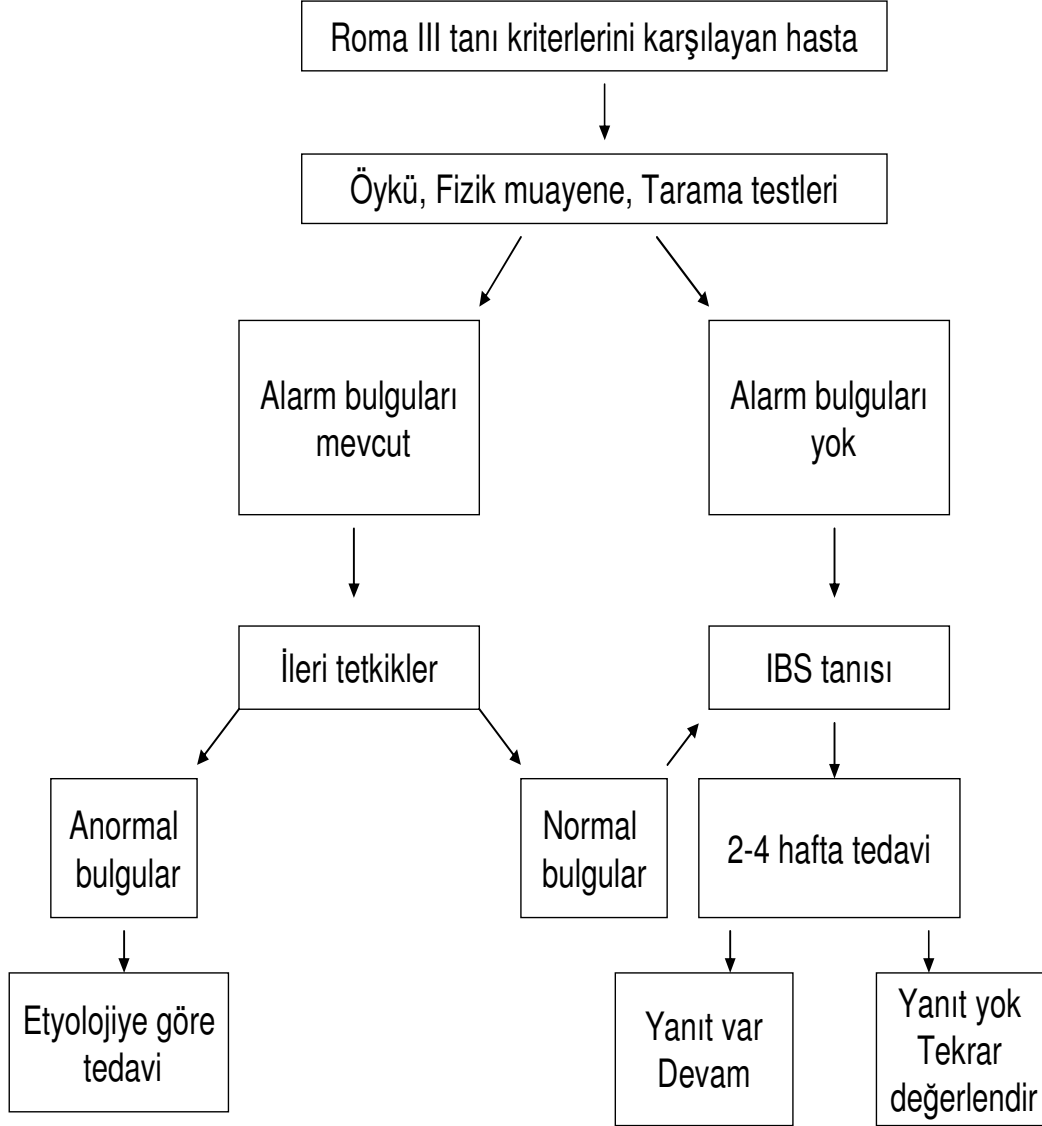 Roma III tanı kriterlerini karşılayan hasta
Öykü, Fizik muayene, Tarama testleri
Alarm bulguları
mevcut
Alarm bulguları
yok
İleri tetkikler
IBS tanısı
Anormal
bulgular
Normal
bulgular
2-4 hafta tedavi
Etyolojiye göre
tedavi
Yanıt var
Devam
Yanıt yok
Tekrar
değerlendir